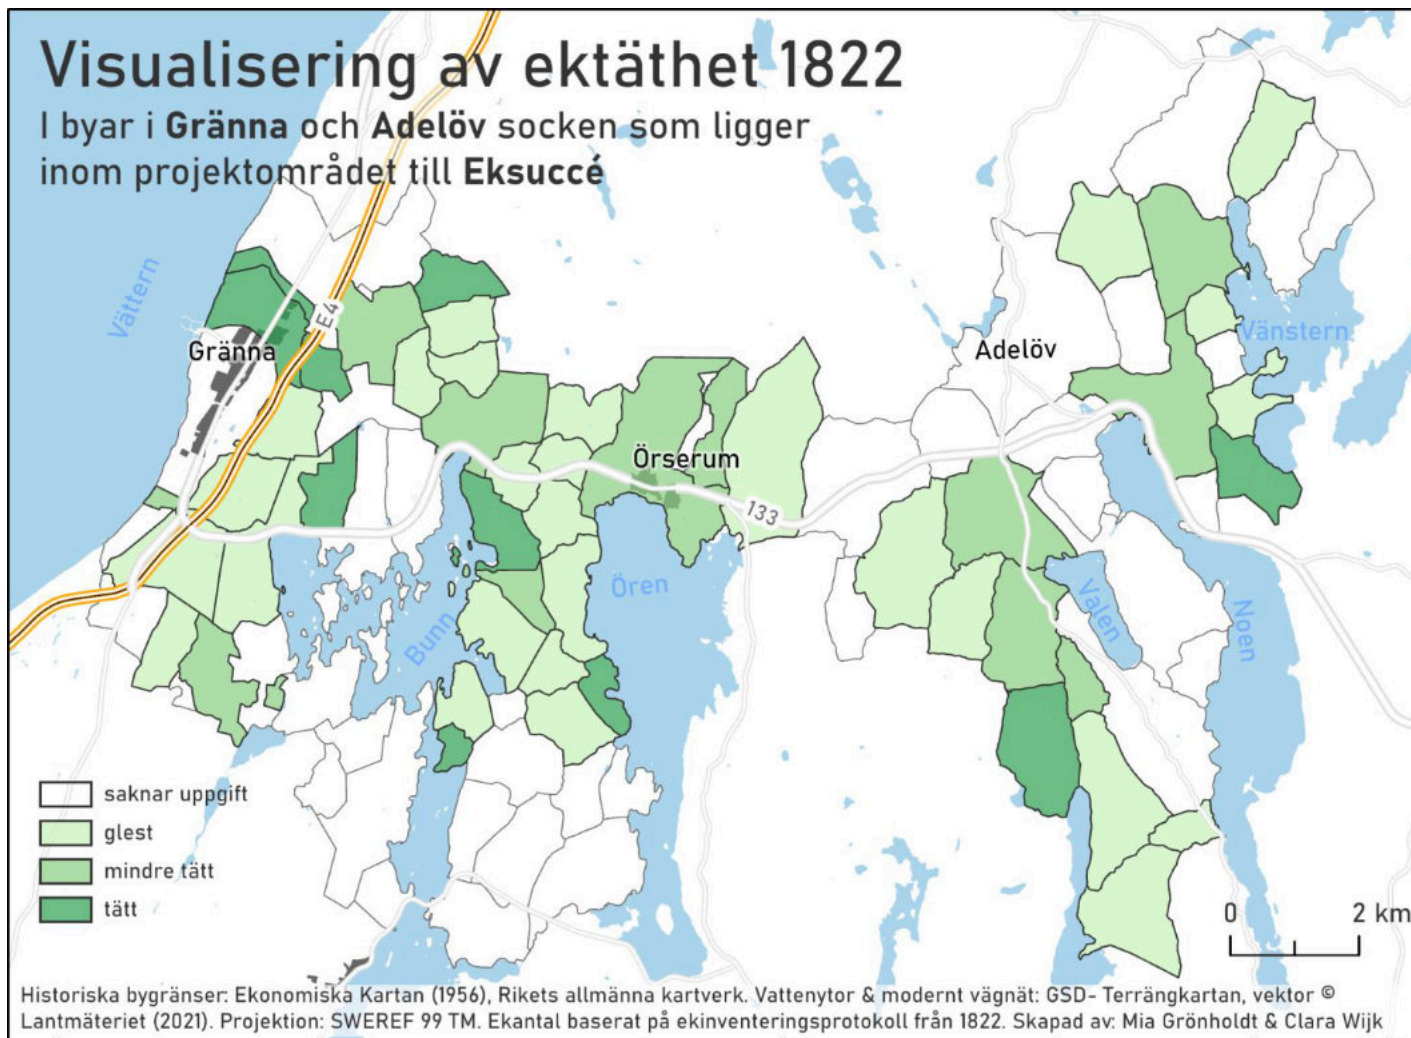 Visualisering av ektäthet 1822
I byar i Gränna och Adelöv socken som ligger
inom projektområdet till Eksuccé
Vättern
E4
Gränna
Adelöv
Vänstern
Örserum
133
Ören
Bunn
Valen
Noen
saknar uppgift
glest
mindre tätt
tätt
0 2 km
Historiska bygränser: Ekonomiska Kartan (1956), Rikets allmänna kartverk. Vattenytor & modernt vägnät: GSD- Terrängkartan, vektor ©
Lantmäteriet (2021). Projektion: SWEREF 99 TM. Ekantal baserat på ekinventeringsprotokoll från 1822. Skapad av: Mia Grönholdt & Clara Wijk